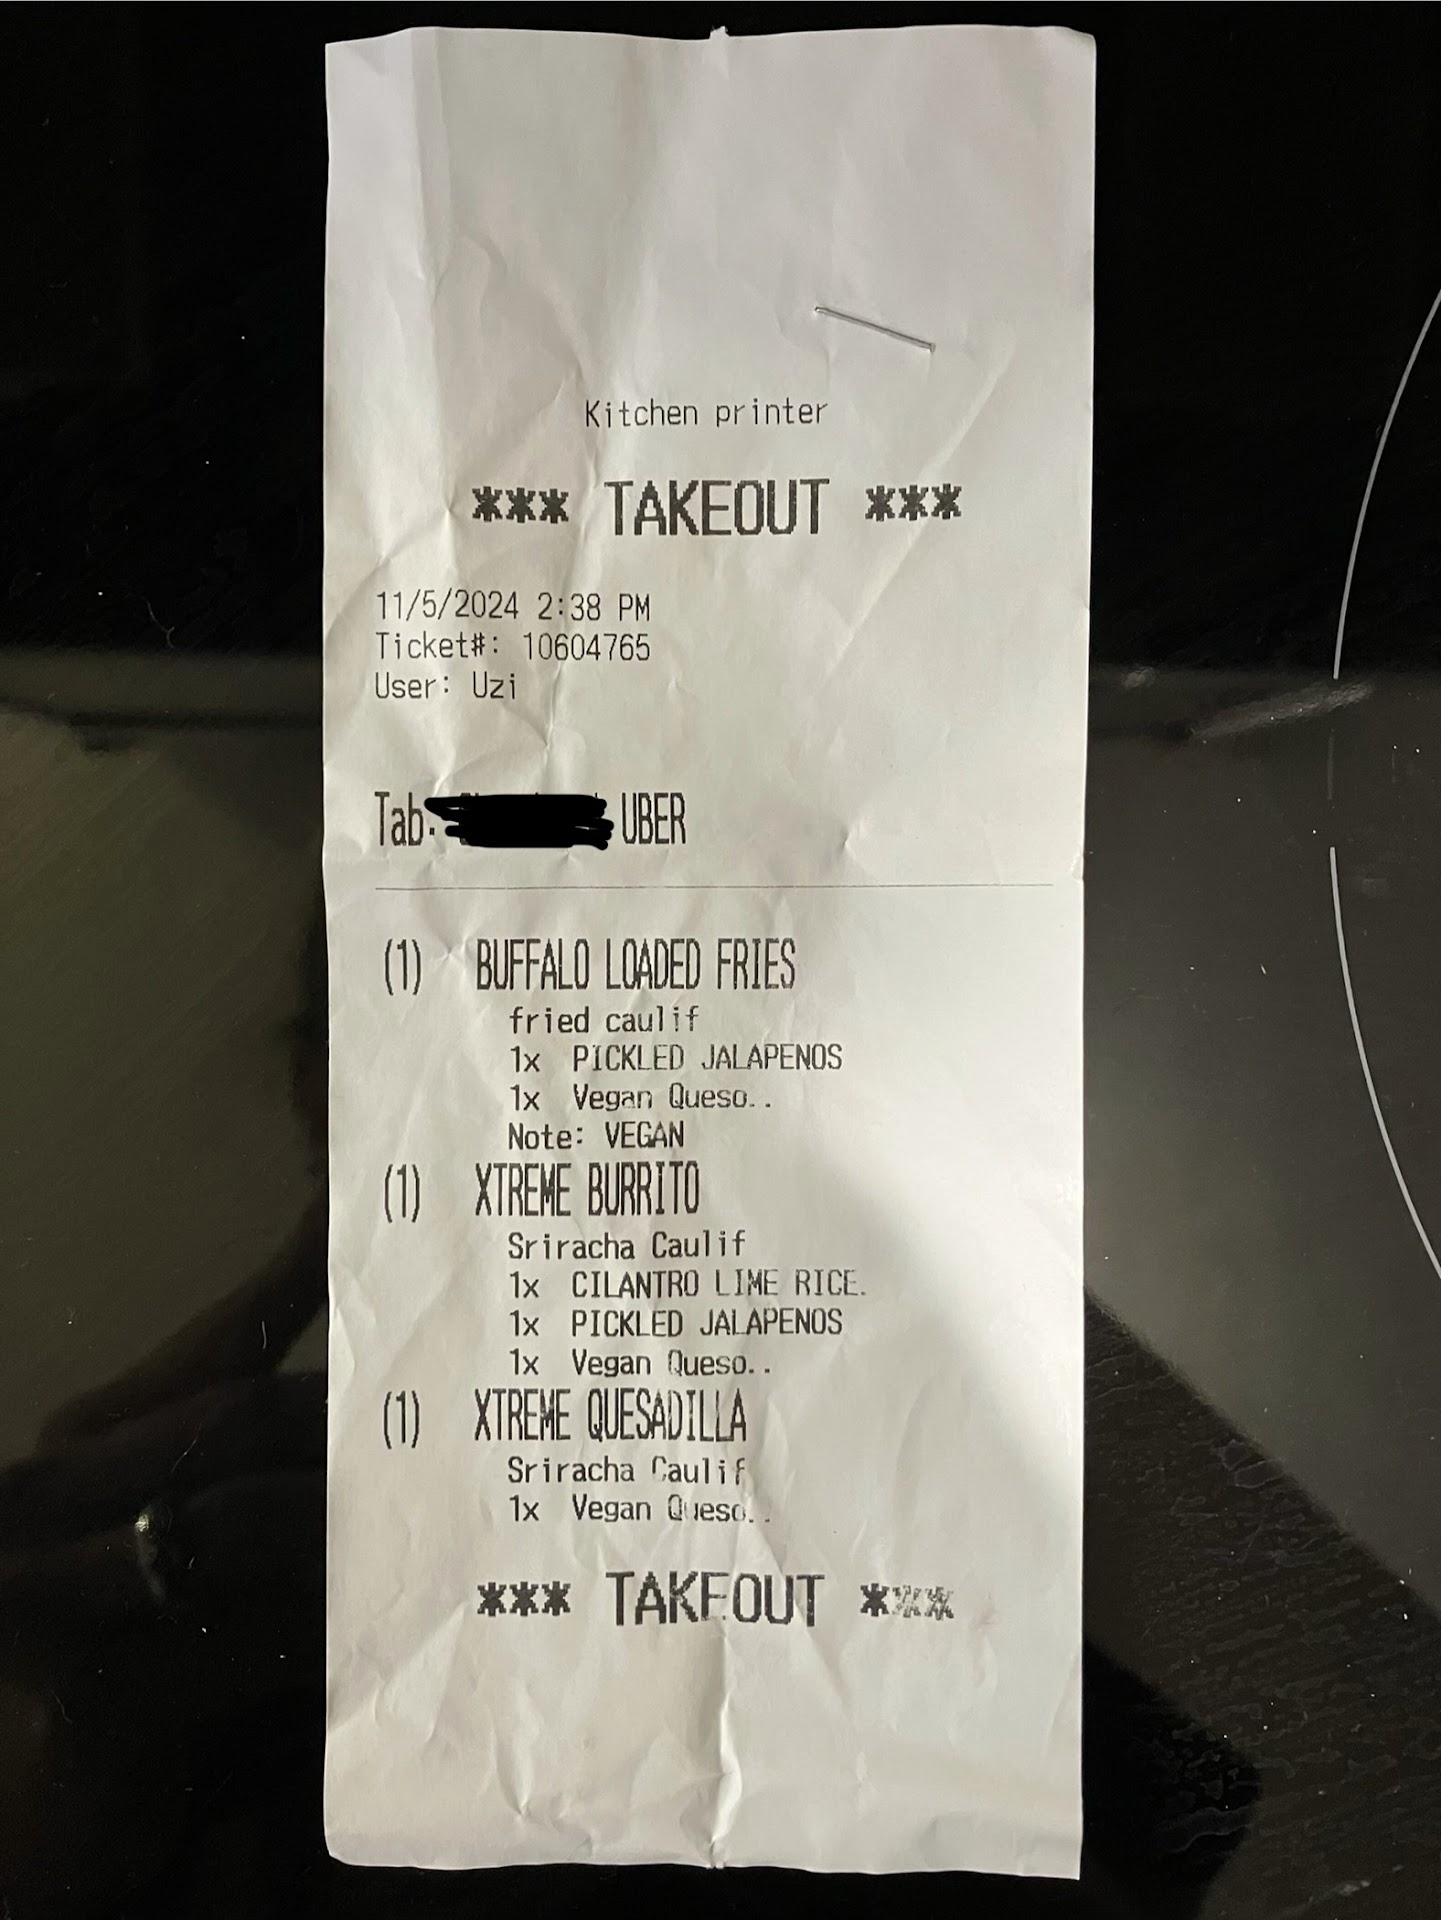 Kitchen printer
*** TAKEOUT ***
11/5/2024 2:38 PM
Ticket#: 10604765
User: Uzi
Tab: UBER
(1) BUFFALO LOADED FRIES
fried caulif
1x PICKLED JALAPENOS
1x Vegan Queso..
Note: VEGAN
(1) XTREME BURRITO
Sriracha Caulif
1x CILANTRO LIME RICE.
1x PICKLED JALAPENOS
1x Vegan Queso..
(1) XTREME QUESADILLA
Sriracha Caulif
1x Vegan Queso..
*** TAKEOUT ***